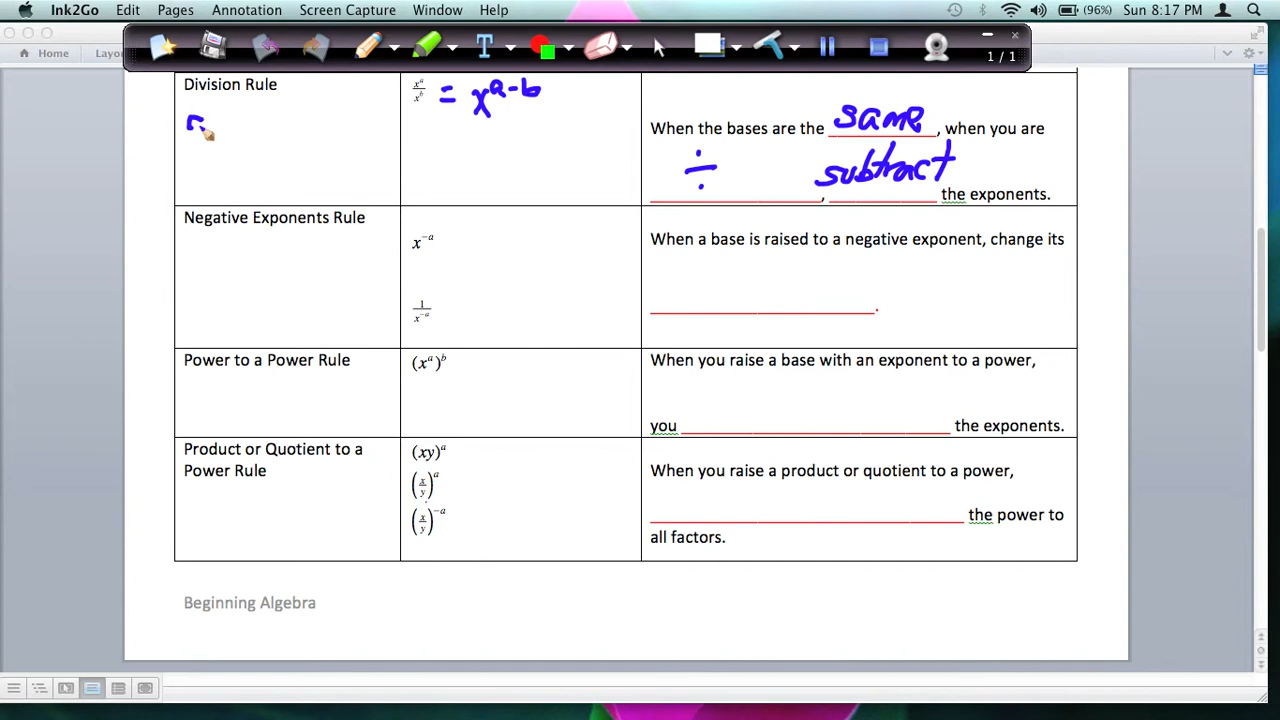 Ink2Go Edit Pages Annotation Screen Capture Window Help (96%) Sun 8:17 PM
Home Layou
1 / 1
Division Rule
x^a/x^b = x^{a-b}
When the bases are the same, when you are
÷, subtract the exponents.
Negative Exponents Rule
x^{-a}
1/x^{-a}
When a base is raised to a negative exponent, change its
____________________.
Power to a Power Rule
(x^a)^b
When you raise a base with an exponent to a power,
you ____________________ the exponents.
Product or Quotient to a
Power Rule
(xy)^a
(x/y)^a
(x/y)^{-a}
When you raise a product or quotient to a power,
____________________ the power to
all factors.
Beginning Algebra